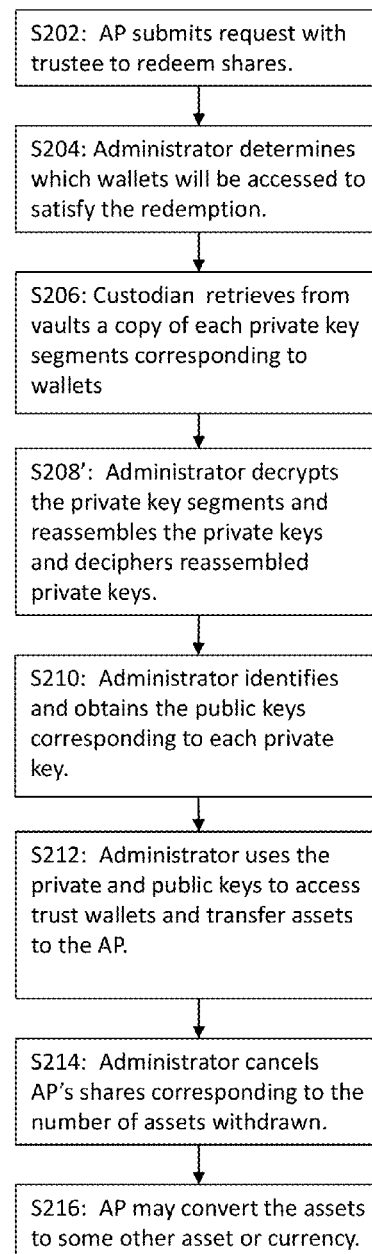 S202: AP submits request with
trustee to redeem shares.
S204: Administrator determines
which wallets will be accessed to
satisfy the redemption.
S206: Custodian retrieves from
vaults a copy of each private key
segments corresponding to
wallets
S208’: Administrator decrypts
the private key segments and
reassembles the private keys
and deciphers reassembled
private keys.
S210: Administrator identifies
and obtains the public keys
corresponding to each private
key.
S212: Administrator uses the
private and public keys to access
trust wallets and transfer assets
to the AP.
S214: Administrator cancels
AP’s shares corresponding to the
number of assets withdrawn.
S216: AP may convert the assets
to some other asset or currency.